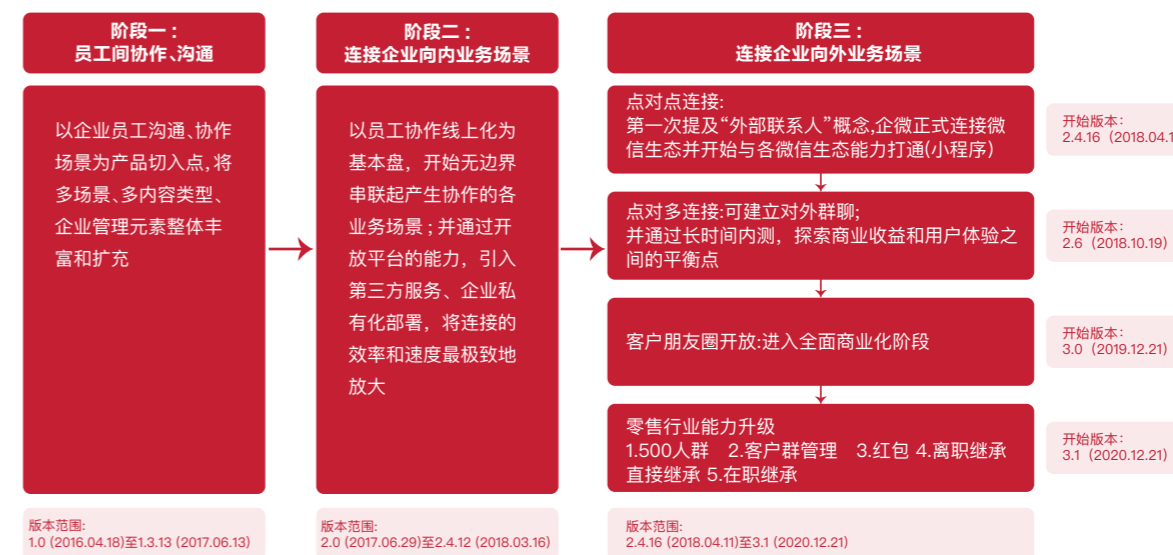 阶段一：
员工间协作、沟通
以企业员工沟通、协作
场景为产品切入点，将
多场景、多内容类型、
企业管理元素整体丰
富和扩充
版本范围:
1.0 (2016.04.18)至1.3.13 (2017.06.13)
阶段二：
连接企业向内业务场景
以员工协作线上化为
基本盘，开始无边界
串联起产生协作的各
业务场景；并通过开
放平台的能力，引入
第三方服务、企业私
有化部署，将连接的
效率和速度最极致地
放大
版本范围:
2.0 (2017.06.29)至2.4.12 (2018.03.16)
阶段三：
连接企业向外业务场景
点对点连接:
第一次提及“外部联系人”概念,企微正式连接微
信生态并开始与各微信生态能力打通(小程序)
开始版本：
2.4.16（2018.04.1
点对多连接:可建立对外群聊;
并通过长时间内测，探索商业收益和用户体验之
间的平衡点
开始版本：
2.6（2018.10.19）
客户朋友圈开放:进入全面商业化阶段
开始版本：
3.0（2019.12.21）
零售行业能力升级
1.500人群 2.客户群管理 3.红包 4.离职继承
直接继承 5.在职继承
开始版本：
3.1（2020.12.21）
版本范围:
2.4.16 (2018.04.11)至3.1 (2020.12.21)